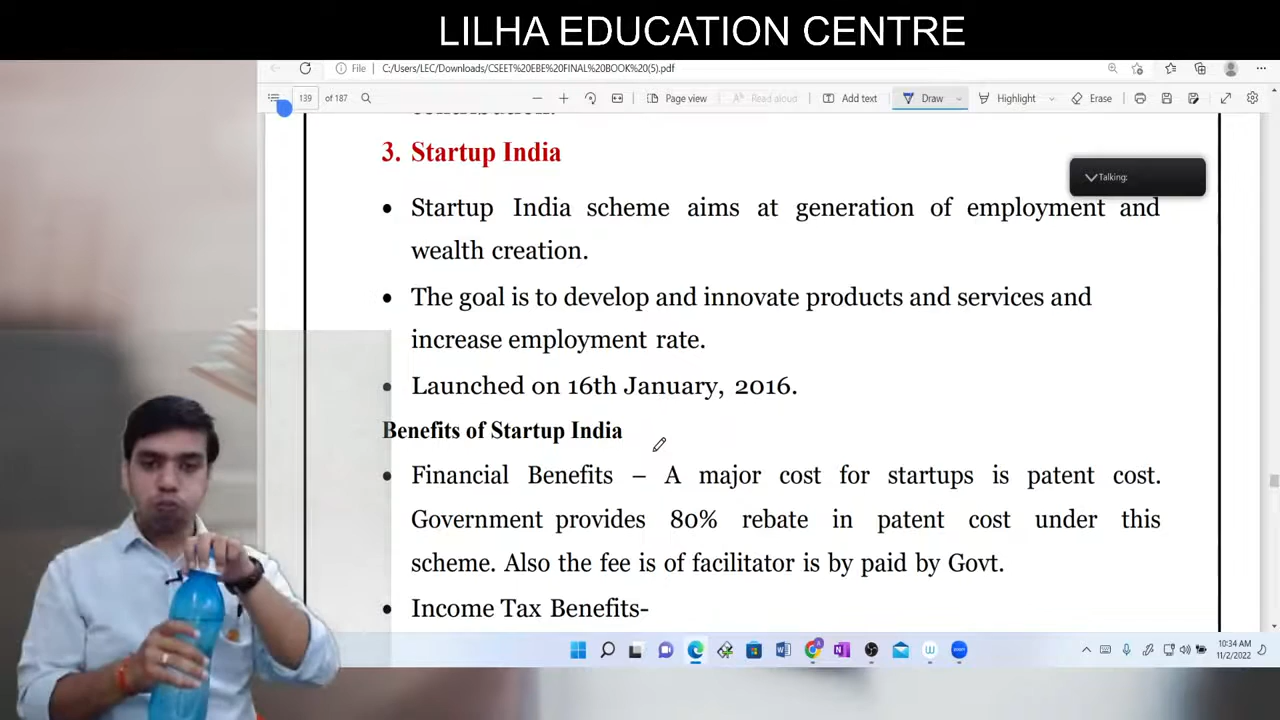 LILHA EDUCATION CENTRE
File C:/Users/LEC/Downloads/CSEET%20EBE%20FINAL%20BOOK%20(5).pdf
139 of 187 Page view Read aloud Add text Draw Highlight Erase
3. Startup India
Talking:
• Startup India scheme aims at generation of employment and
wealth creation.
• The goal is to develop and innovate products and services and
increase employment rate.
• Launched on 16th January, 2016.
Benefits of Startup India
• Financial Benefits – A major cost for startups is patent cost.
Government provides 80% rebate in patent cost under this
scheme. Also the fee is of facilitator is by paid by Govt.
• Income Tax Benefits-
10:34 AM
11/2/2022